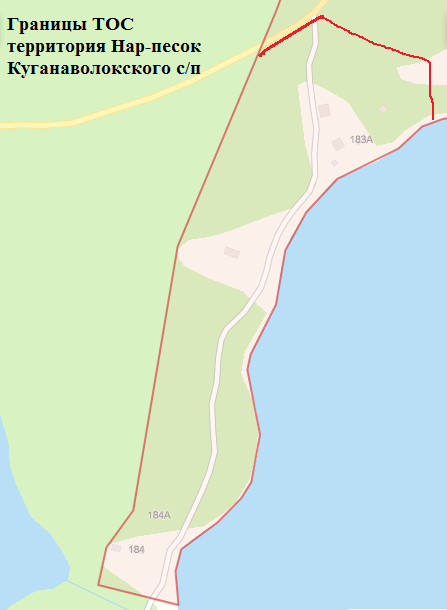 Границы ТОС
территория Нар-песок
Куганаволокского с/п
183А
184А
184